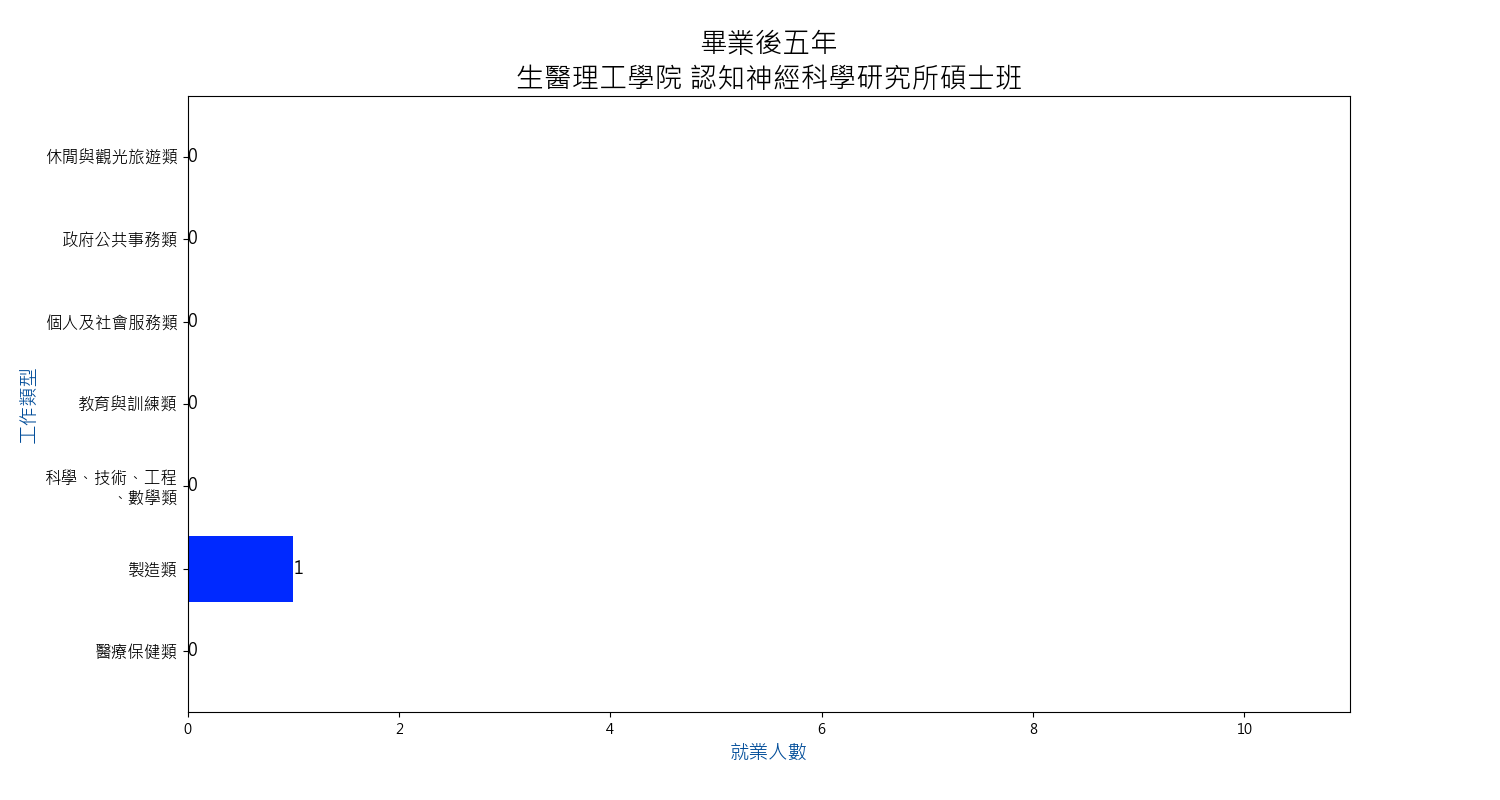 畢業後五年
生醫理工學院 認知神經科學研究所碩士班
休閒與觀光旅遊類
0
政府公共事務類
0
個人及社會服務類
0
教育與訓練類
0
科學、技術、工程
、數學類
0
製造類
1
醫療保健類
0
工作類型
0 2 4 6 8 10
就業人數